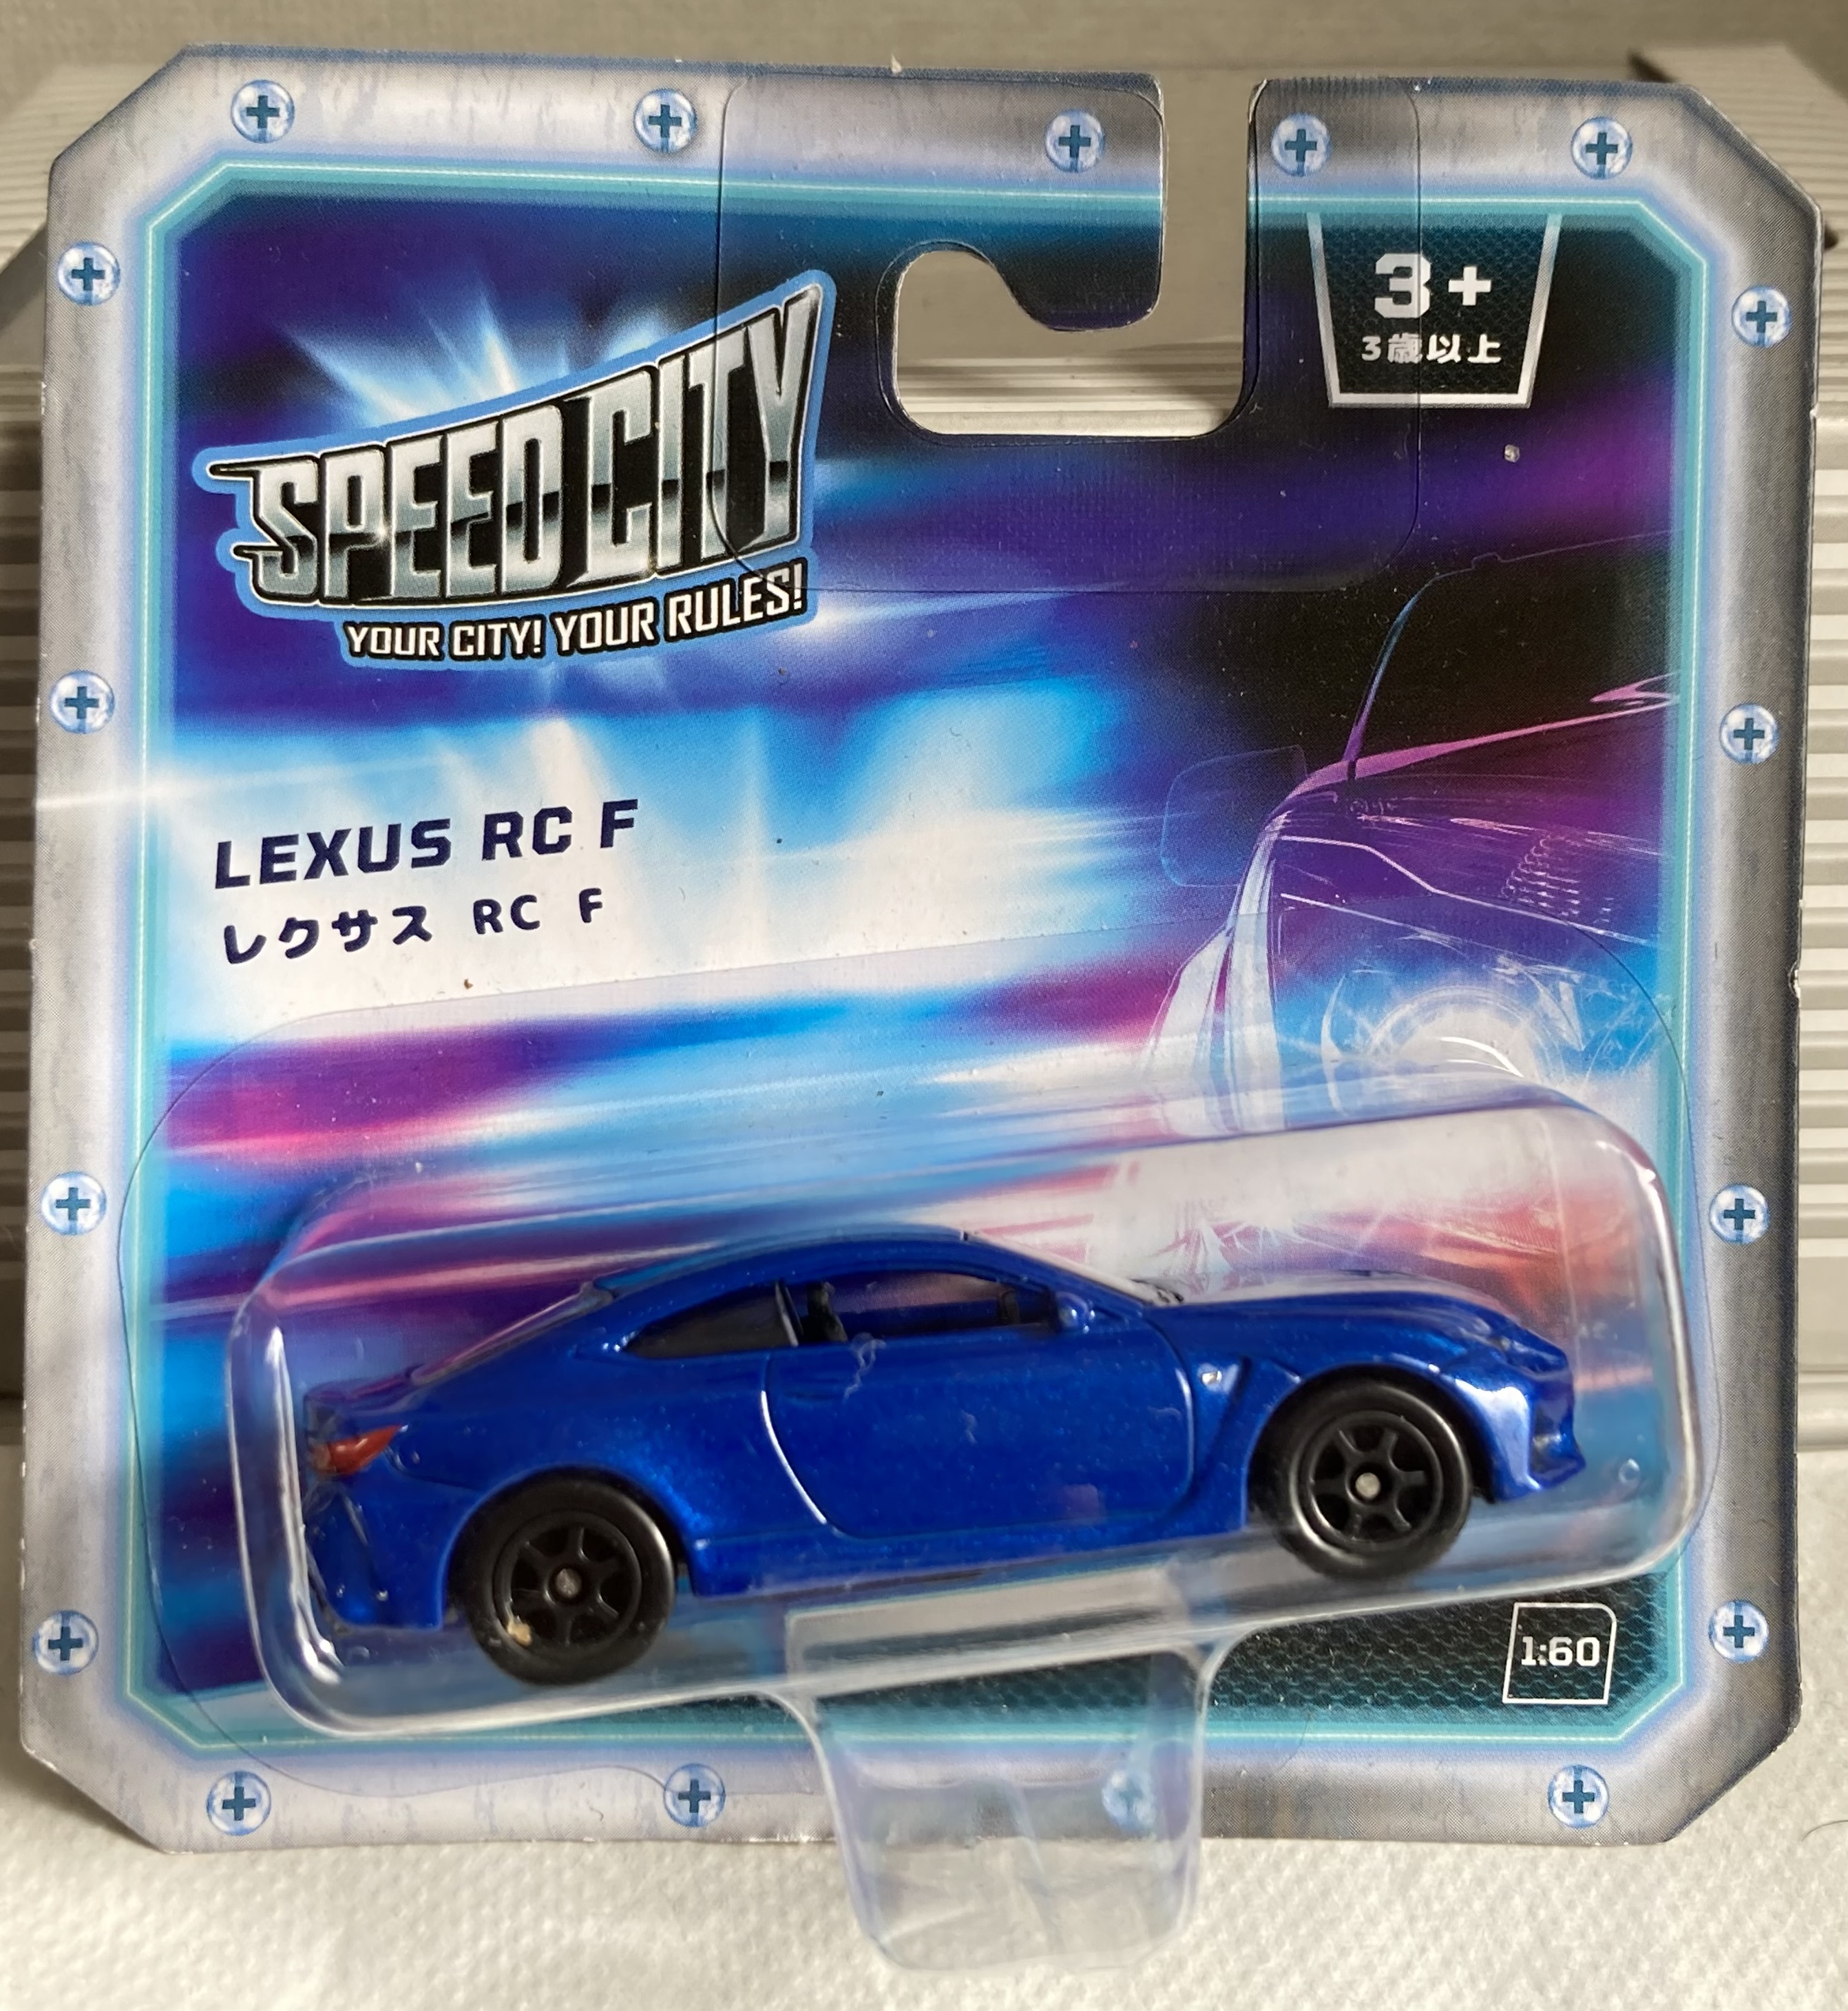 3+
3歳以上
SPEED CITY
YOUR CITY! YOUR RULES!
LEXUS RC F
レクサス RC F
1:60